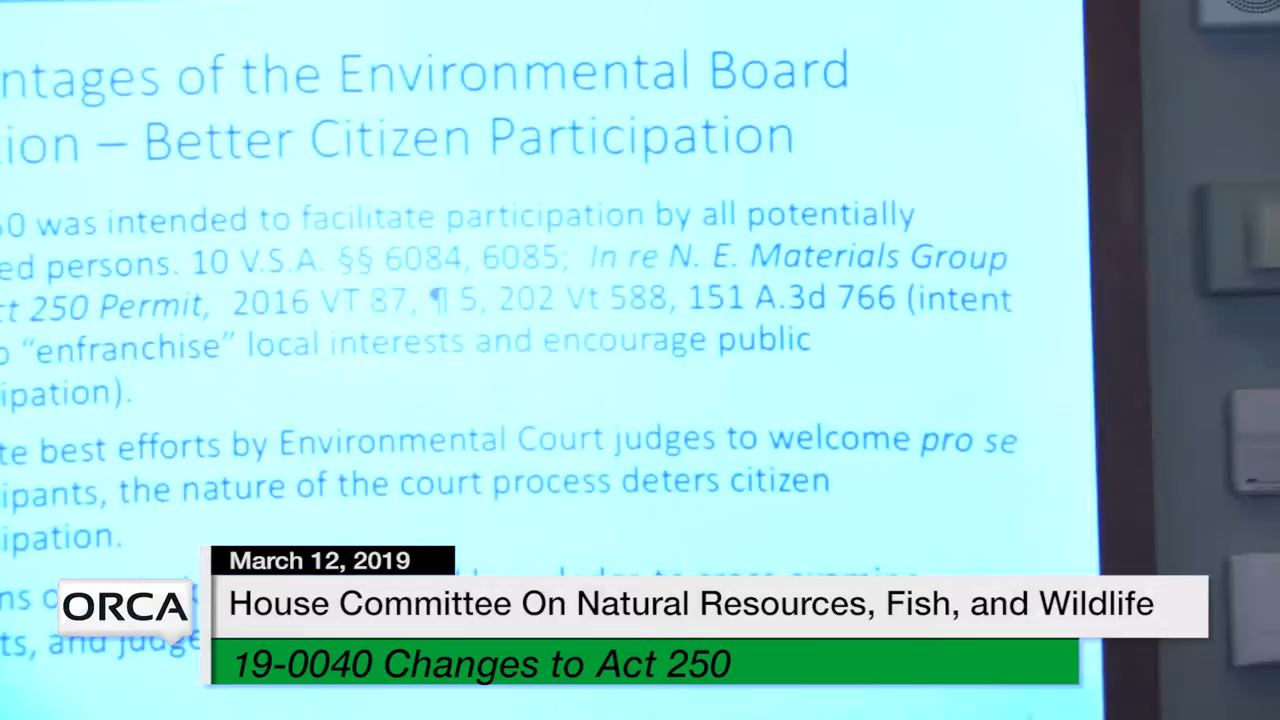 ntages of the Environmental Board
ion – Better Citizen Participation
50 was intended to facilitate participation by all potentially
ed persons. 10 V.S.A. §§ 6084, 6085; In re N. E. Materials Group
ct 250 Permit, 2016 VT 87, ¶ 5, 202 Vt 588, 151 A.3d 766 (intent
o “enfranchise” local interests and encourage public
ipation).
te best efforts by Environmental Court judges to welcome pro se
ipants, the nature of the court process deters citizen
ipation.
ns
ts, and judge
March 12, 2019
ORCA
House Committee On Natural Resources, Fish, and Wildlife
19-0040 Changes to Act 250